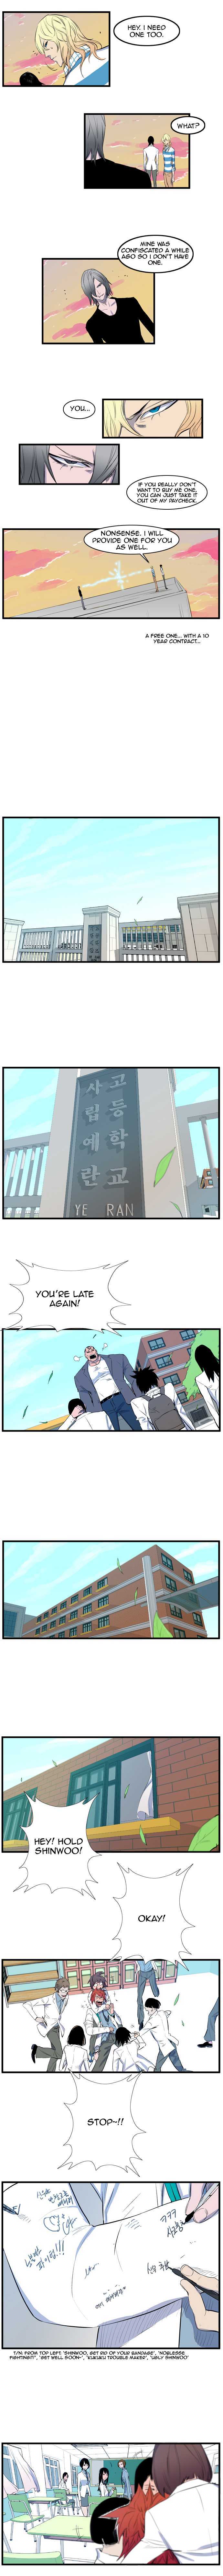 HEY. I NEED
ONE TOO.
WHAT?
MINE WAS
CONFISCATED A WHILE
AGO SO I DON'T HAVE
ONE.
YOU...
IF YOU REALLY DON'T
WANT TO BUY ME ONE,
YOU CAN JUST TAKE IT
OUT OF MY PAYCHECK.
NONSENSE. I WILL
PROVIDE ONE FOR YOU
AS WELL.
A FREE ONE... WITH A 10
YEAR CONTRACT...
사립예란
고등학교
YE RAN
YOU'RE LATE
AGAIN!
HEY! HOLD
SHINWOO!
OKAY!
STOP~!!
ㅋㅋㅋ
T/N: FROM TOP LEFT. "SHINWOO, GET RID OF YOUR BANDAGE", "NOBLESSE
FIGHTING!!", "GET WELL SOON~", "KUKUKU TROUBLE MAKER", "UGLY SHINWOO"